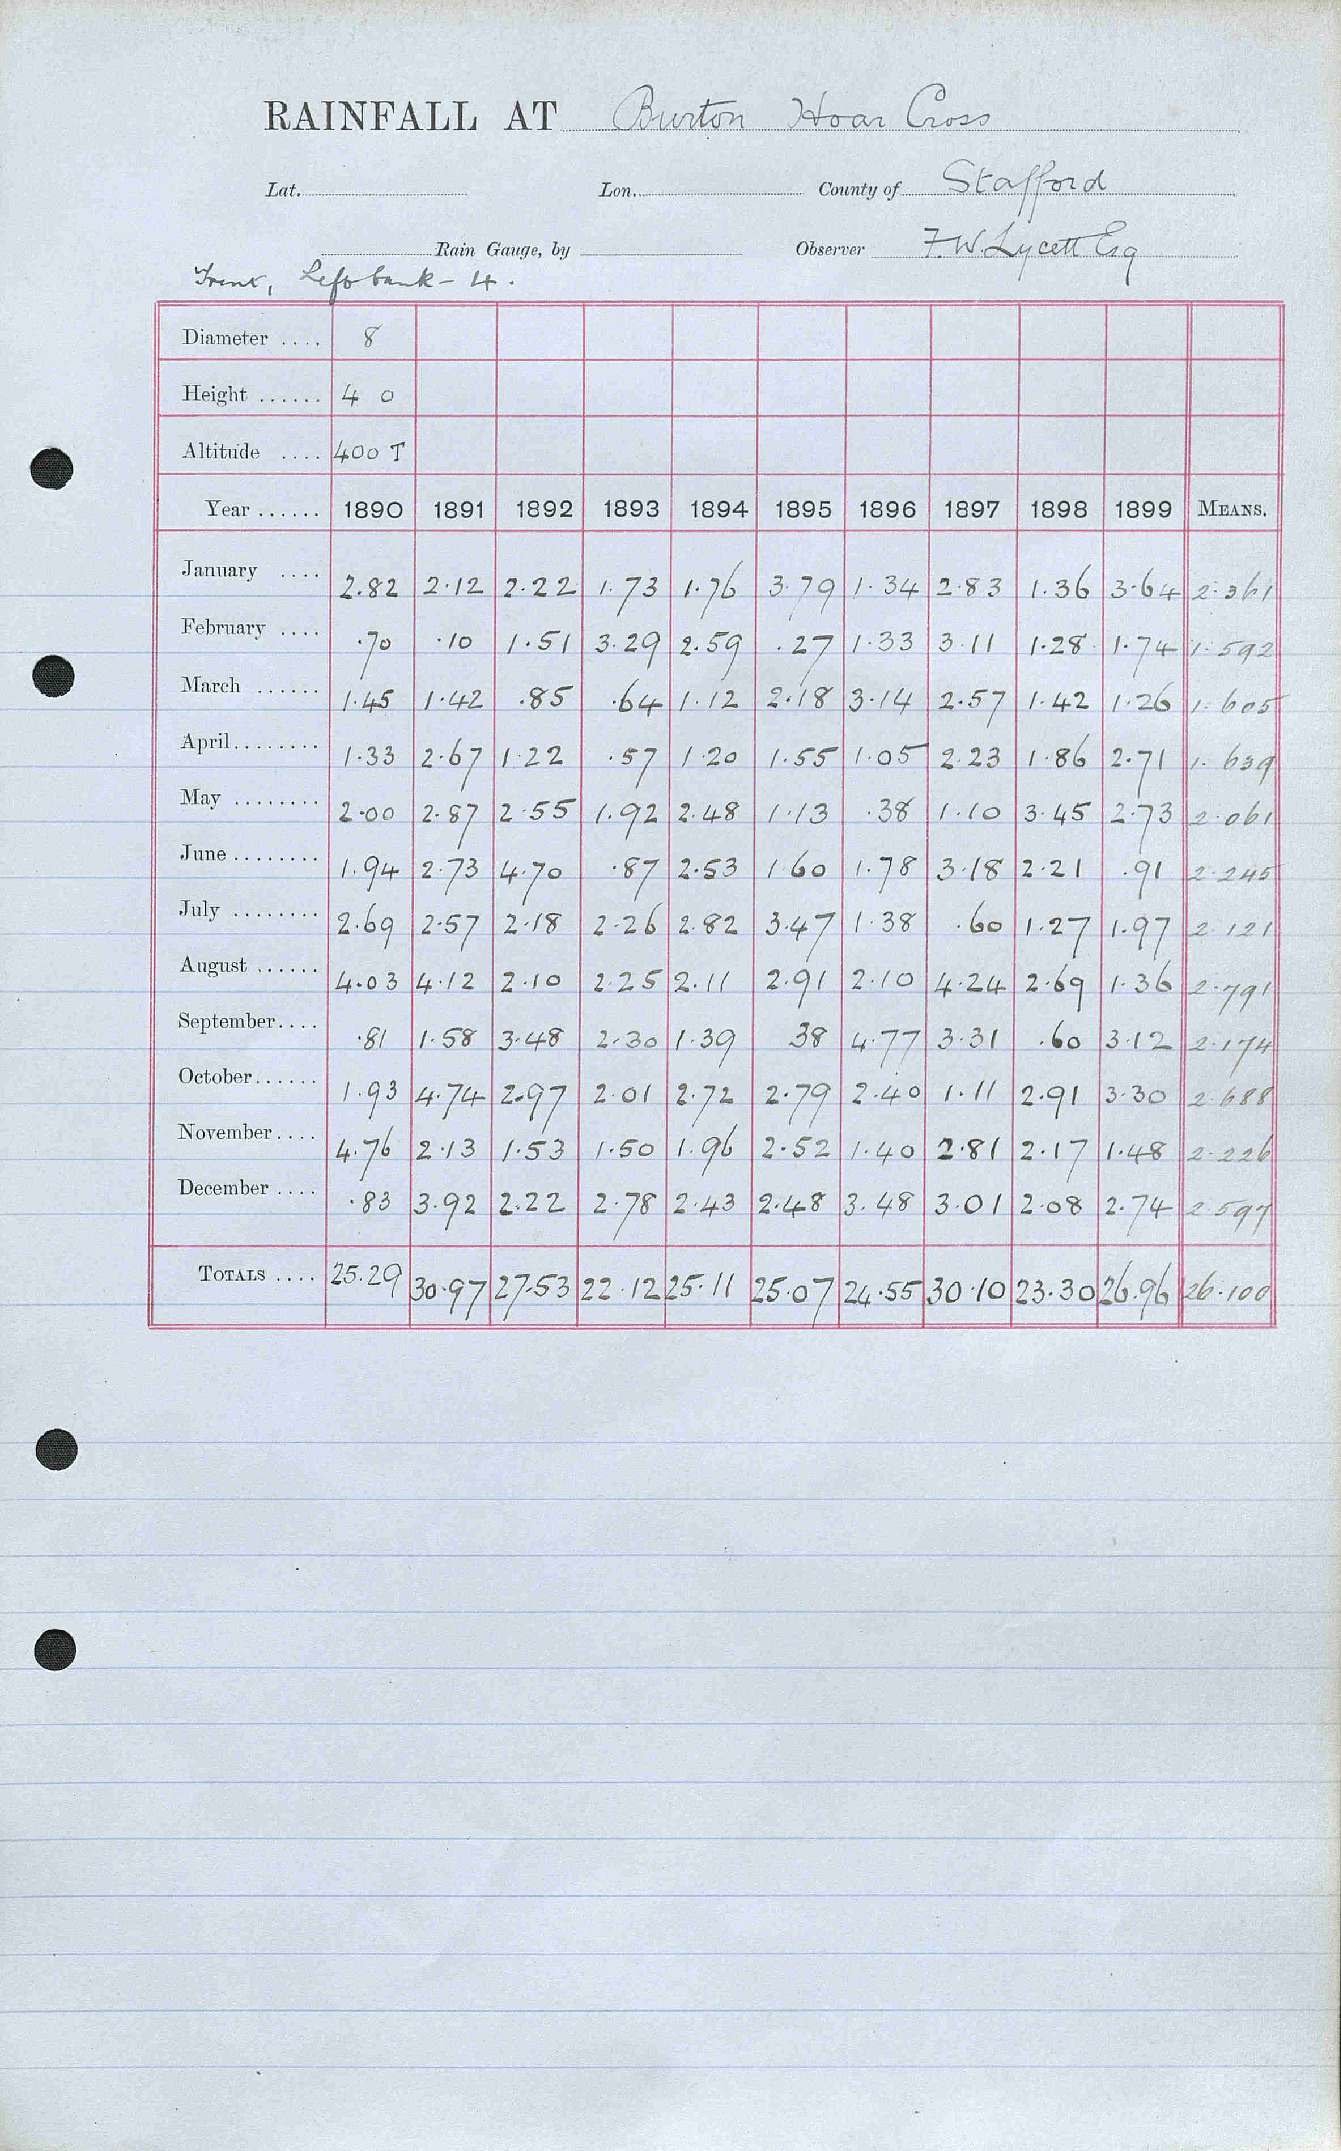 RAINFALL AT Burton Hoar Cross
Lat. Lon. County of Stafford
Rain Gauge, by Observer F.W. Lycett Esq
Trent, Left bank - 4.
Diameter .... 8
Height ...... 4 0
Altitude .... 400 T
Year ...... 1890 1891 1892 1893 1894 1895 1896 1897 1898 1899 MEANS.
January .... 2.82 2.12 2.22 1.73 1.76 3.79 1.34 2.83 1.36 3.64 2.361
February .... .70 .10 1.51 3.29 2.59 .27 1.33 3.11 1.28 1.74 1.592
March ...... 1.45 1.42 .85 .64 1.12 2.18 3.14 2.57 1.42 1.26 1.605
April ........ 1.33 2.67 1.22 .57 1.20 1.55 1.05 2.23 1.86 2.71 1.639
May ........ 2.00 2.87 2.55 1.92 2.48 1.13 .38 1.10 3.45 2.73 2.061
June ........ 1.94 2.73 4.70 .87 2.53 1.60 1.78 3.18 2.21 .91 2.245
July ........ 2.69 2.57 2.18 2.26 2.82 3.47 1.38 .60 1.27 1.97 2.121
August ...... 4.03 4.12 2.10 2.25 2.11 2.91 2.10 4.24 2.69 1.36 2.791
September .... .81 1.58 3.48 2.30 1.39 38 4.77 3.31 .60 3.12 2.174
October ...... 1.93 4.74 2.97 2.01 2.72 2.79 2.40 1.11 2.91 3.30 2.688
November .... 4.76 2.13 1.53 1.50 1.96 2.52 1.40 2.81 2.17 1.48 2.226
December .... .83 3.92 2.22 2.78 2.43 2.48 3.48 3.01 2.08 2.74 2.597
TOTALS .... 25.29 30.97 27.53 22.12 25.11 25.07 24.55 30.10 23.30 26.96 26.100